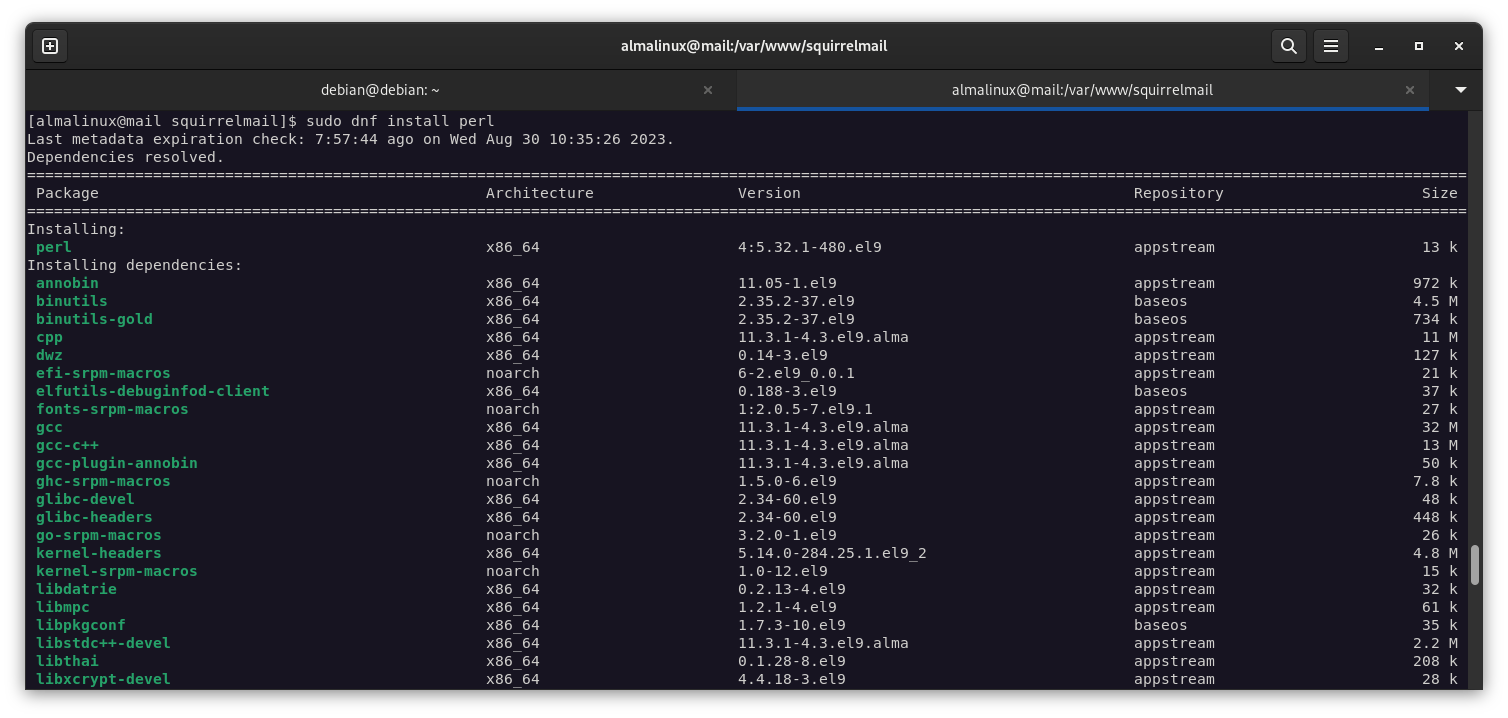 almalinux@mail:/var/www/squirrelmail
debian@debian: ~
almalinux@mail:/var/www/squirrelmail
[almalinux@mail squirrelmail]$ sudo dnf install perl
Last metadata expiration check: 7:57:44 ago on Wed Aug 30 10:35:26 2023.
Dependencies resolved.
================================================================================================================================================================
Package Architecture Version Repository Size
================================================================================================================================================================
Installing:
perl x86_64 4:5.32.1-480.el9 appstream 13 k
Installing dependencies:
annobin x86_64 11.05-1.el9 appstream 972 k
binutils x86_64 2.35.2-37.el9 baseos 4.5 M
binutils-gold x86_64 2.35.2-37.el9 baseos 734 k
cpp x86_64 11.3.1-4.3.el9.alma appstream 11 M
dwz x86_64 0.14-3.el9 appstream 127 k
efi-srpm-macros noarch 6-2.el9_0.0.1 appstream 21 k
elfutils-debuginfod-client x86_64 0.188-3.el9 baseos 37 k
fonts-srpm-macros noarch 1:2.0.5-7.el9.1 appstream 27 k
gcc x86_64 11.3.1-4.3.el9.alma appstream 32 M
gcc-c++ x86_64 11.3.1-4.3.el9.alma appstream 13 M
gcc-plugin-annobin x86_64 11.3.1-4.3.el9.alma appstream 50 k
ghc-srpm-macros noarch 1.5.0-6.el9 appstream 7.8 k
glibc-devel x86_64 2.34-60.el9 appstream 48 k
glibc-headers x86_64 2.34-60.el9 appstream 448 k
go-srpm-macros noarch 3.2.0-1.el9 appstream 26 k
kernel-headers x86_64 5.14.0-284.25.1.el9_2 appstream 4.8 M
kernel-srpm-macros noarch 1.0-12.el9 appstream 15 k
libdatrie x86_64 0.2.13-4.el9 appstream 32 k
libmpc x86_64 1.2.1-4.el9 appstream 61 k
libpkgconf x86_64 1.7.3-10.el9 baseos 35 k
libstdc++-devel x86_64 11.3.1-4.3.el9.alma appstream 2.2 M
libthai x86_64 0.1.28-8.el9 appstream 208 k
libxcrypt-devel x86_64 4.4.18-3.el9 appstream 28 k